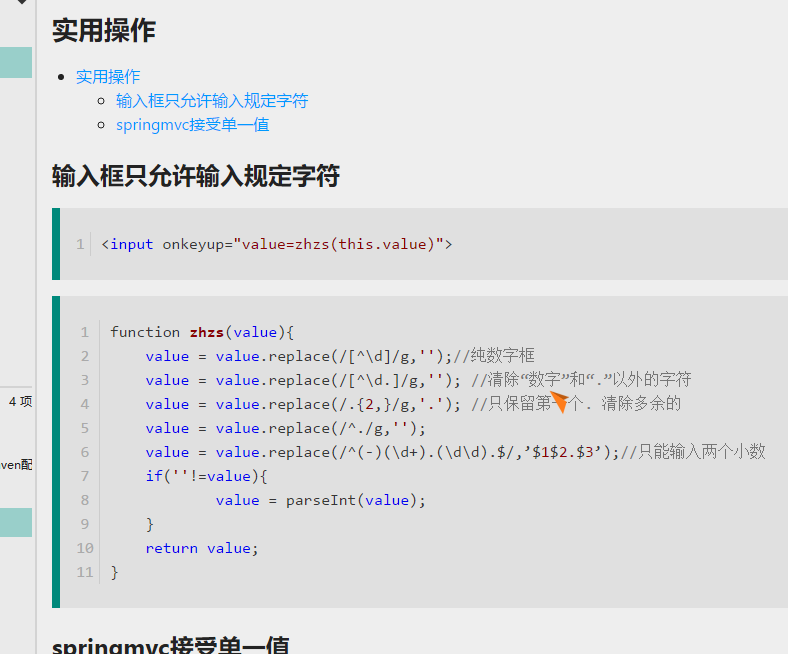 实用操作
实用操作
输入框只允许输入规定字符
springmvc接受单一值
输入框只允许输入规定字符
1 <input onkeyup="value=zhzs(this.value)">
1 function zhzs(value){
2 value = value.replace(/[^\d]/g,'');//纯数字框
3 value = value.replace(/[^\d.]/g,''); //清除“数字”和“.”以外的字符
4 value = value.replace(/.{2,}/g,'.'); //只保留第一个. 清除多余的
5 value = value.replace(/^./g,'');
4 项
6 value = value.replace(/^(-)(\d+).(\d\d).$/,’$1$2.$3’);//只能输入两个小数
ven配
7 if(''!=value){
8 value = parseInt(value);
9 }
10 return value;
11 }
springmvc接受单一值